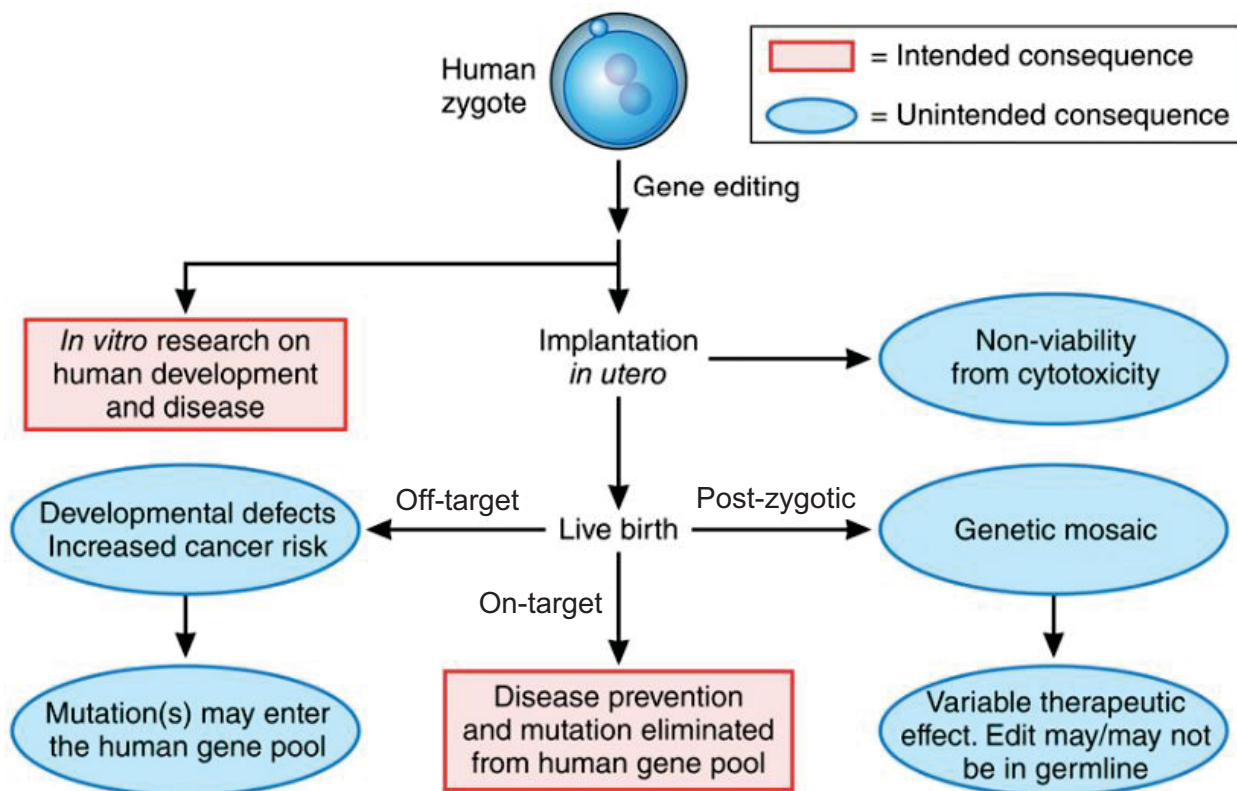 Human
zygote
= Intended consequence
= Unintended consequence
Gene editing
In vitro research on
human development
and disease
Implantation
in utero
Non-viability
from cytotoxicity
Developmental defects
Increased cancer risk
Off-target
Live birth
Post-zygotic
Genetic mosaic
On-target
Mutation(s) may enter
the human gene pool
Disease prevention
and mutation eliminated
from human gene pool
Variable therapeutic
effect. Edit may/may not
be in germline